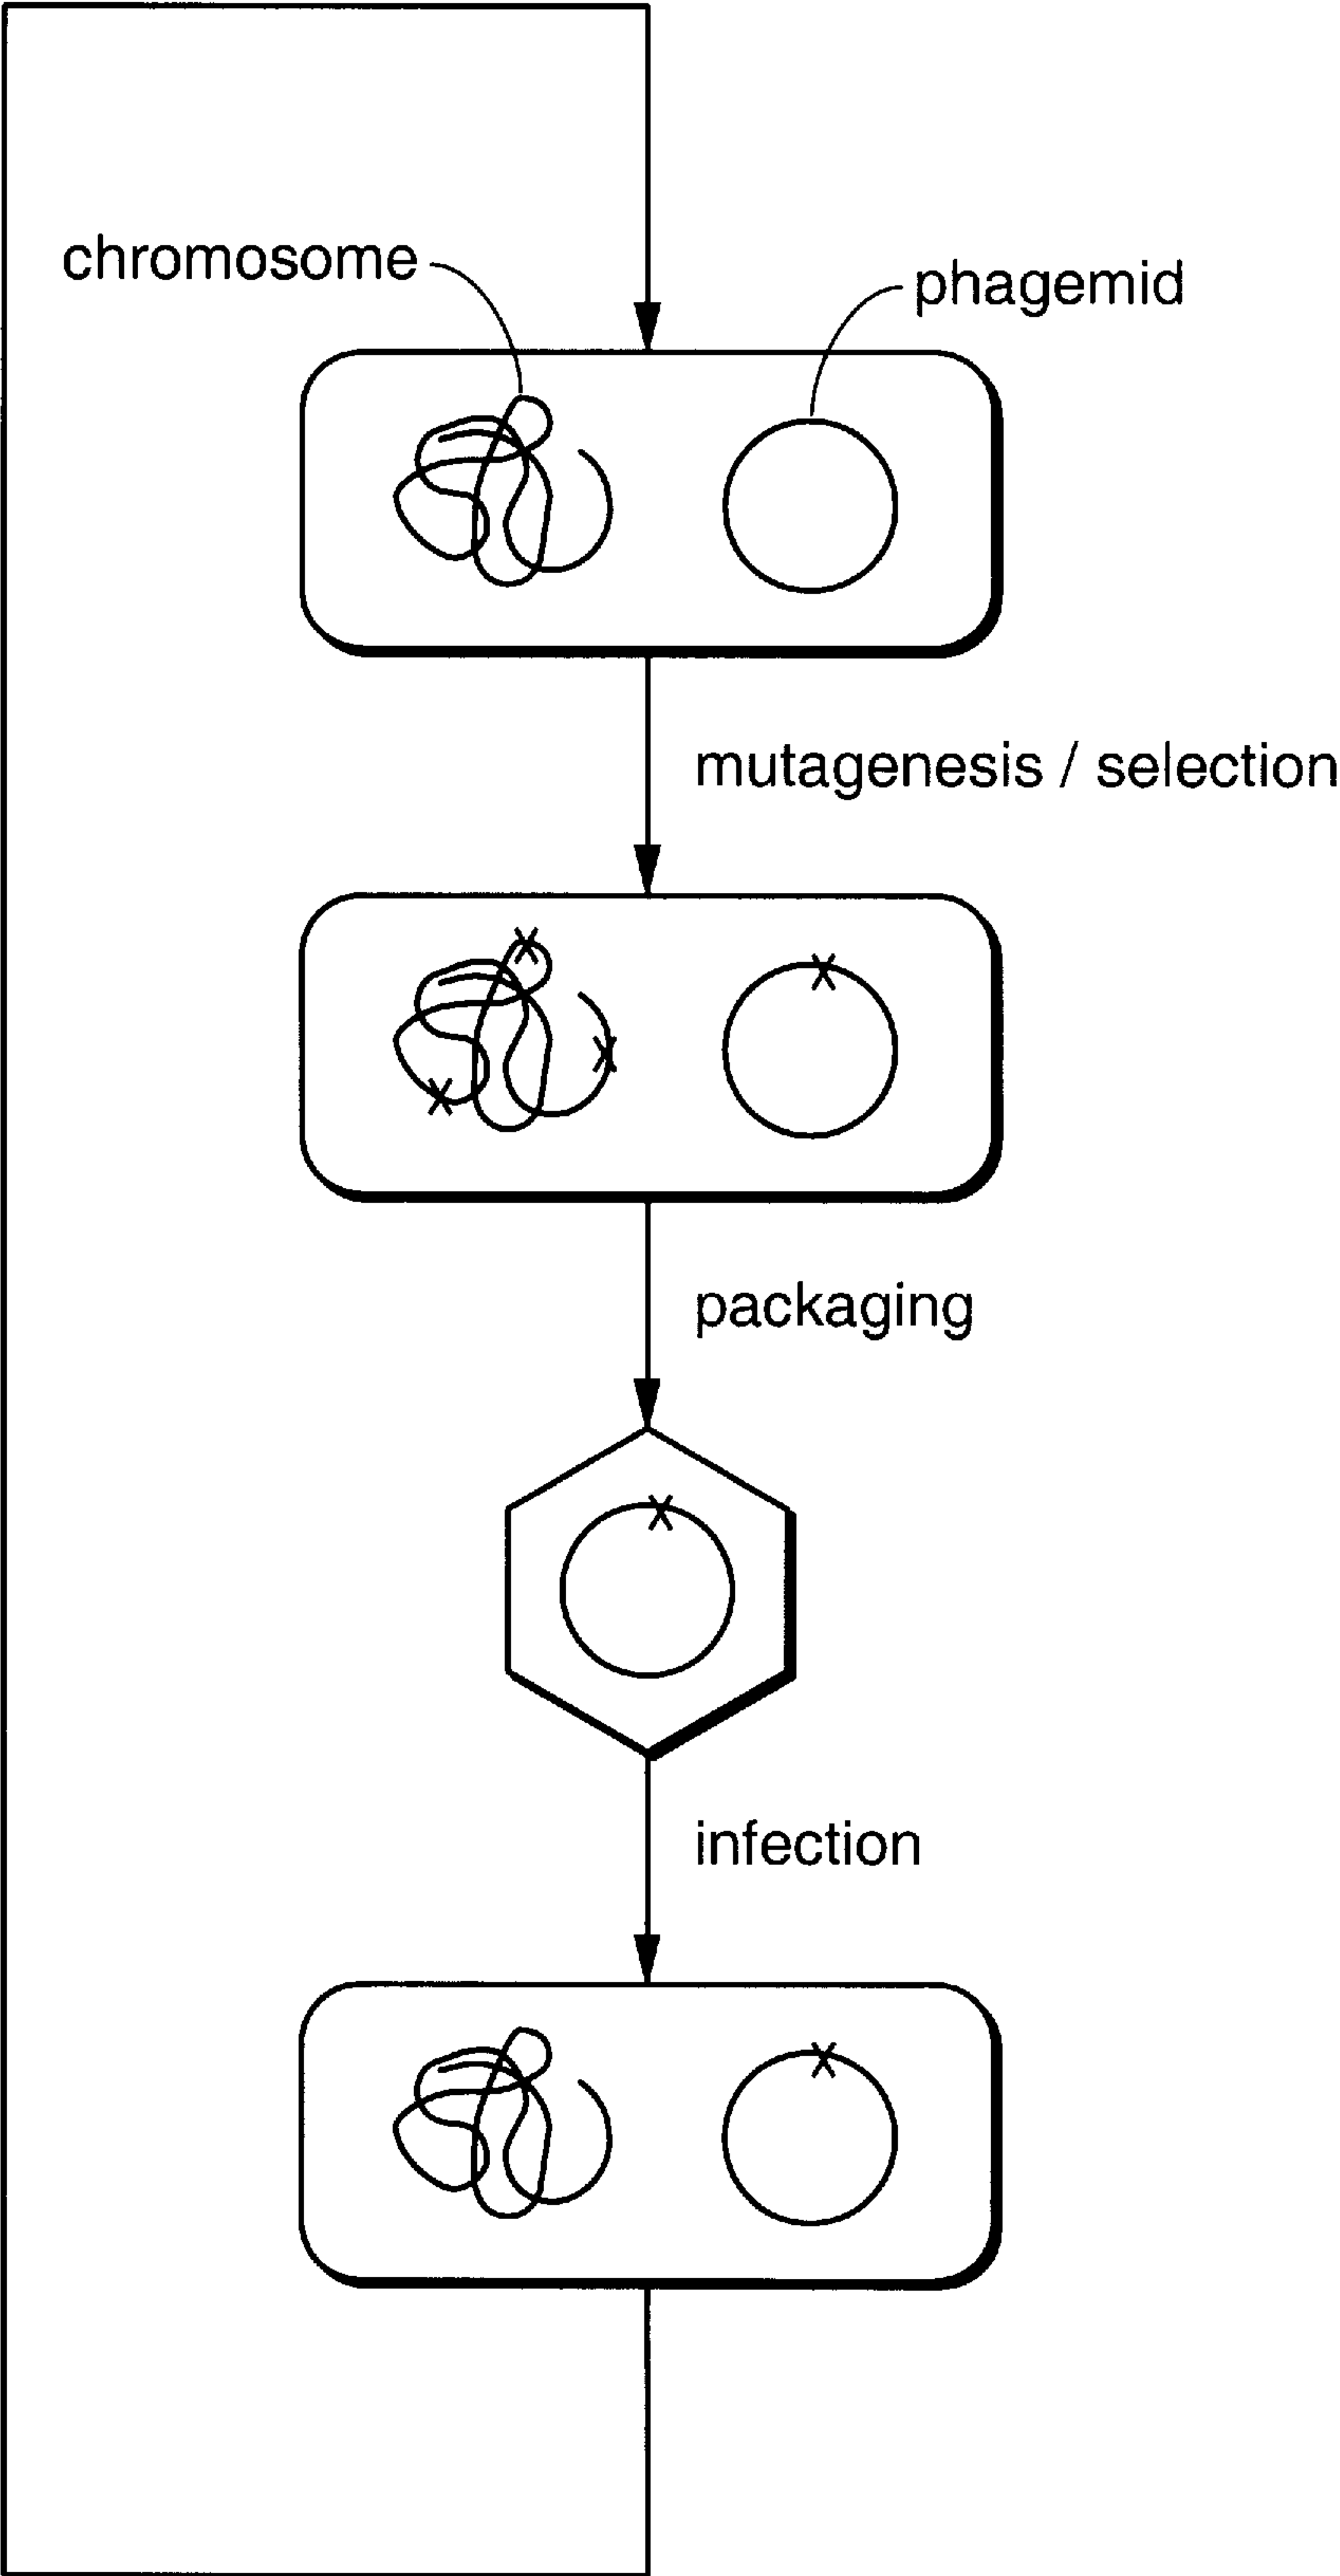 chromosome
phagemid
mutagenesis / selection
packaging
infection